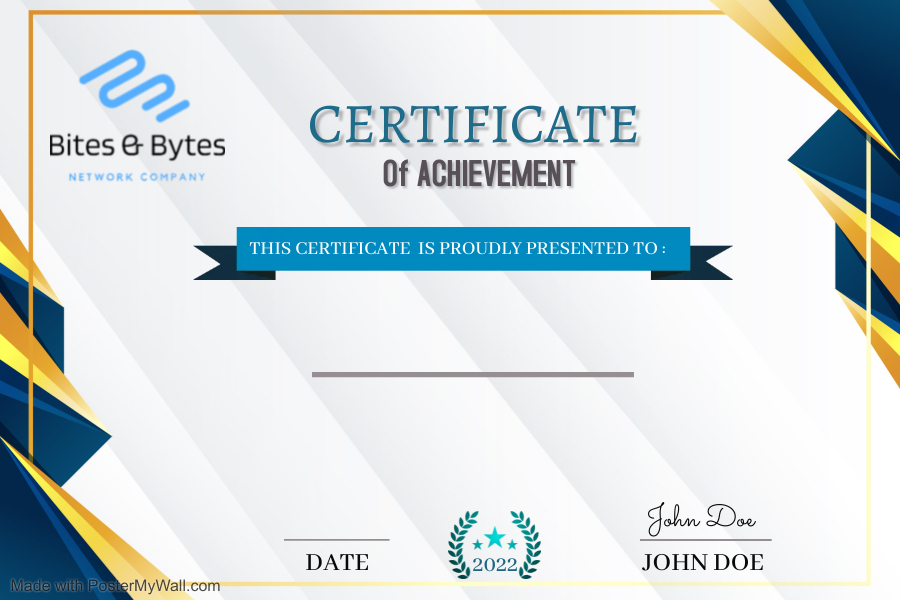 Bites & Bytes
NETWORK COMPANY
CERTIFICATE
Of ACHIEVEMENT
THIS CERTIFICATE IS PROUDLY PRESENTED TO :
John Doe
DATE
2022
JOHN DOE
Made with PosterMyWall.com